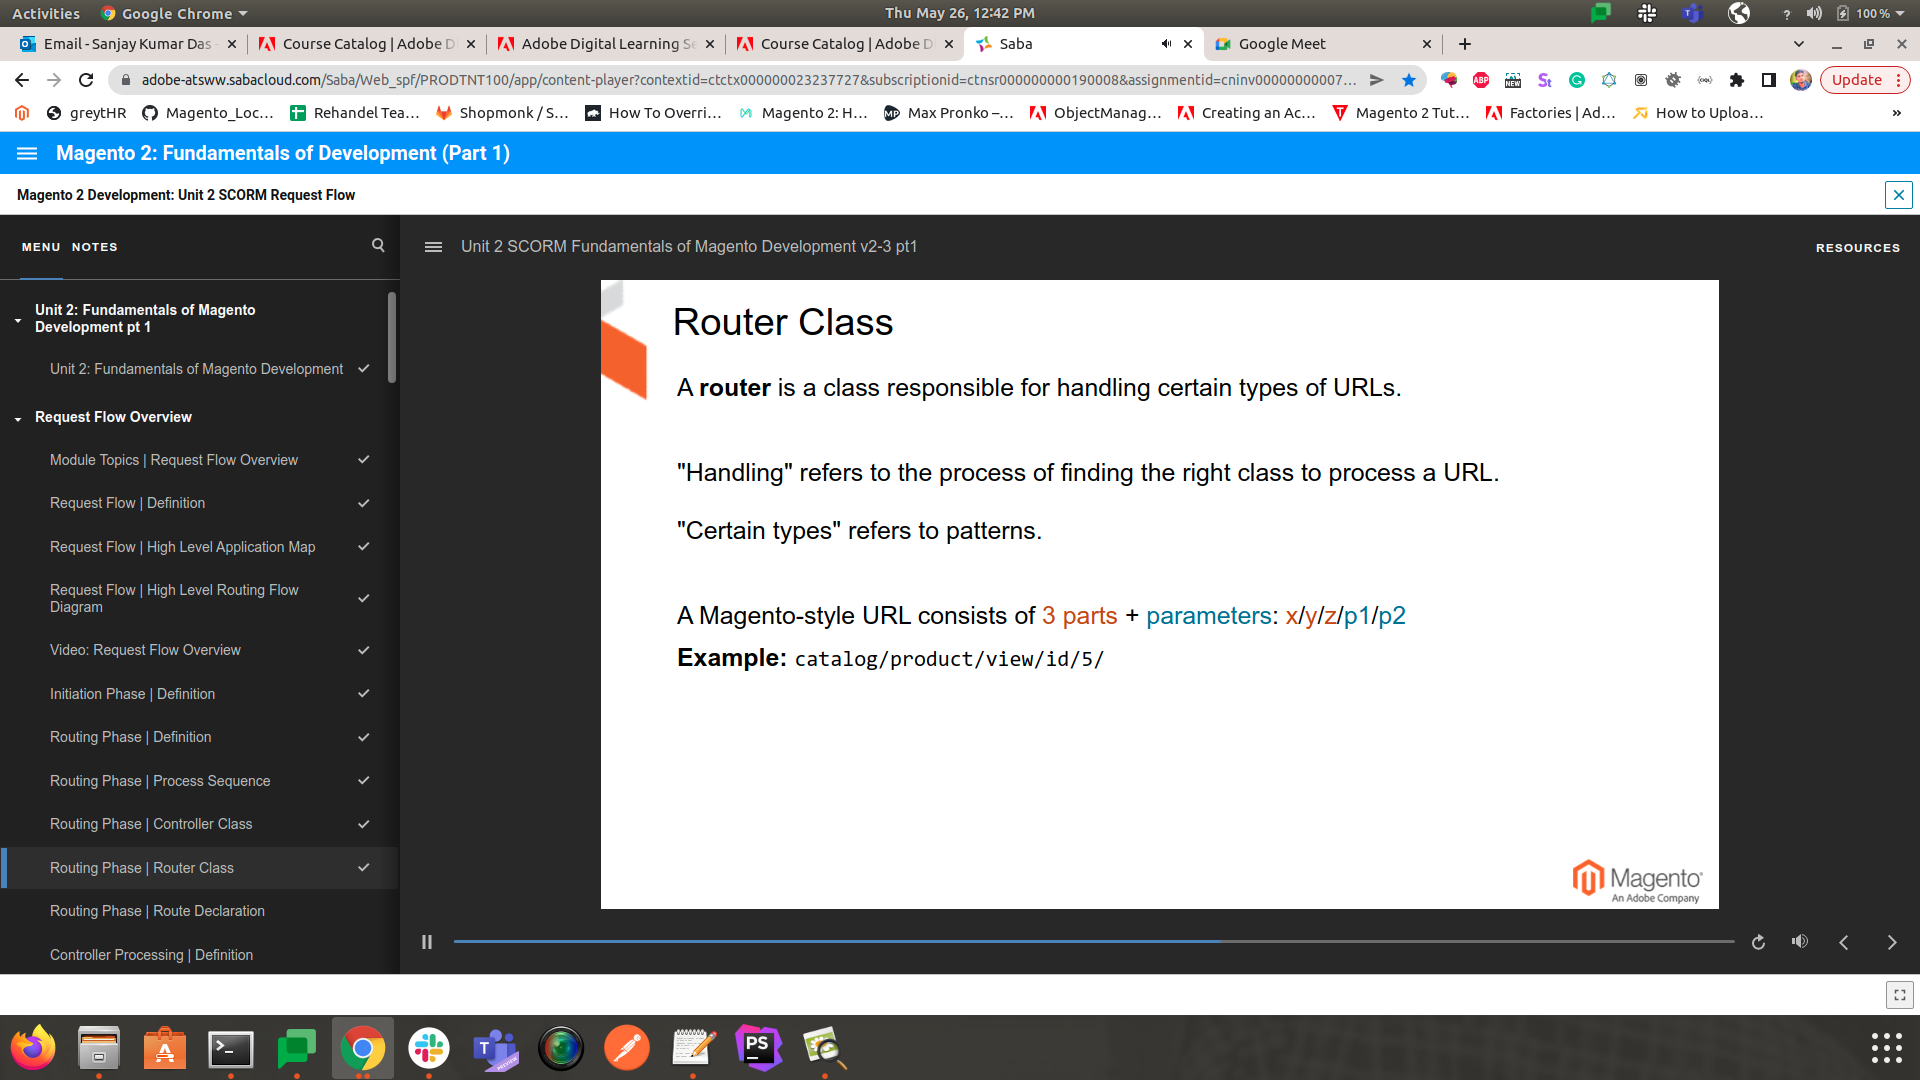 Activities
Google Chrome
Thu May 26, 12:42 PM
?
100 %
Email - Sanjay Kumar Das
Course Catalog | Adobe D
Adobe Digital Learning Se
Course Catalog | Adobe D
Saba
Google Meet
adobe-atsww.sabacloud.com/Saba/Web_spf/PRODTNT100/app/content-player?contextid=ctctx000000023237727&subscriptionid=ctnsr000000000190008&assignmentid=cninv00000000007...
ABP
NEW
St
Update
greytHR
Magento_Loc...
Rehandel Tea...
Shopmonk / S...
How To Overri...
Magento 2: H...
Max Pronko –...
ObjectManag...
Creating an Ac...
Magento 2 Tut...
Factories | Ad...
How to Uploa...
»
Magento 2: Fundamentals of Development (Part 1)
Magento 2 Development: Unit 2 SCORM Request Flow
MENU
NOTES
Unit 2 SCORM Fundamentals of Magento Development v2-3 pt1
RESOURCES
Unit 2: Fundamentals of Magento
Development pt 1
Unit 2: Fundamentals of Magento Development
Request Flow Overview
Module Topics | Request Flow Overview
Request Flow | Definition
Request Flow | High Level Application Map
Request Flow | High Level Routing Flow
Diagram
Video: Request Flow Overview
Initiation Phase | Definition
Routing Phase | Definition
Routing Phase | Process Sequence
Routing Phase | Controller Class
Routing Phase | Router Class
Routing Phase | Route Declaration
Controller Processing | Definition
Router Class
A router is a class responsible for handling certain types of URLs.
"Handling" refers to the process of finding the right class to process a URL.
"Certain types" refers to patterns.
A Magento-style URL consists of 3 parts + parameters: x/y/z/p1/p2
Example: catalog/product/view/id/5/
Magento
An Adobe Company
PS